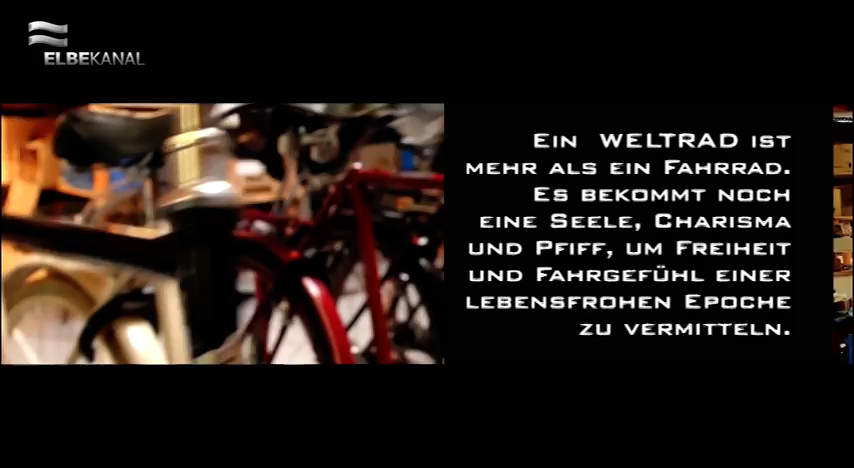 ELBEKANAL
Ein WELTRAD ist
mehr als ein Fahrrad.
Es bekommt noch
eine Seele, Charisma
und Pfiff, um Freiheit
und Fahrgefühl einer
lebensfrohen Epoche
zu vermitteln.